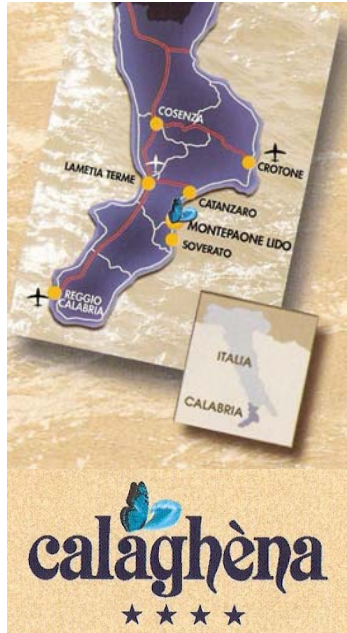 COSENZA
CROTONE
LAMETIA TERME
CATANZARO
MONTEPAONE LIDO
SOVERATO
REGGIO
CALABRIA
ITALIA
CALABRIA
calaghèna